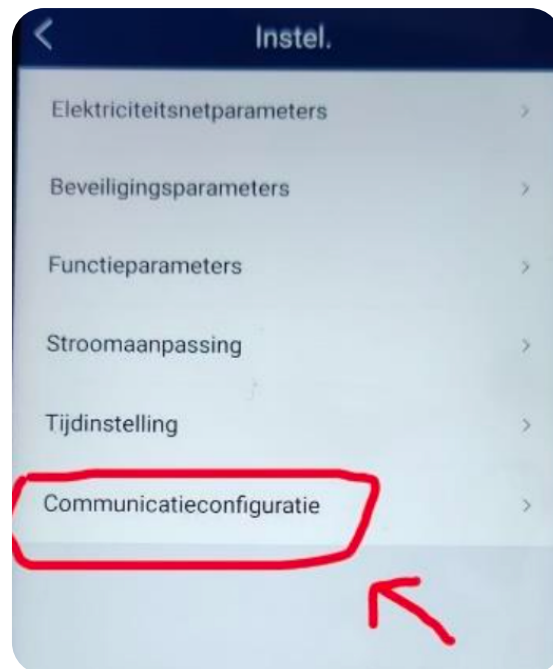 Instel.
Elektriciteitsnetparameters
Beveiligingsparameters
Functieparameters
Stroomaanpassing
Tijdinstelling
Communicatieconfiguratie